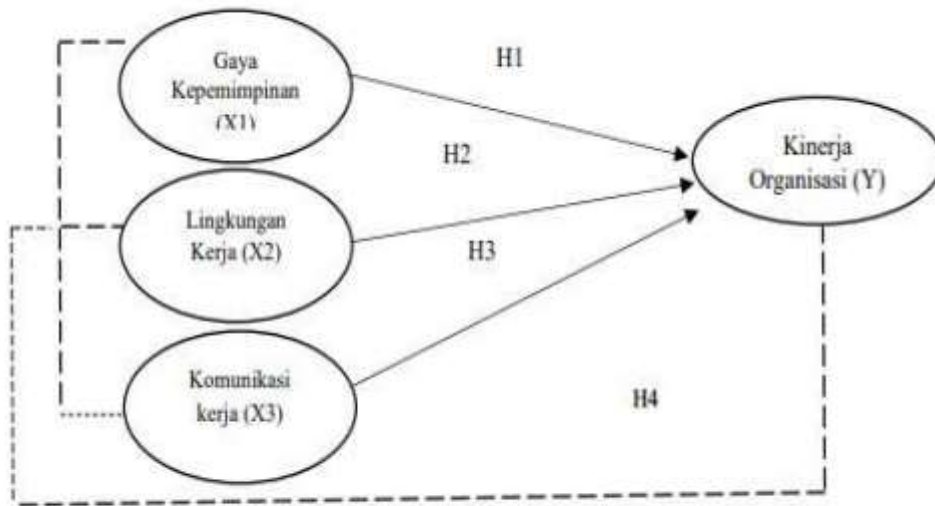 Gaya
Kepemimpinan
(X1)
H1
H2
Kinerja
Organisasi (Y)
Lingkungan
Kerja (X2)
H3
Komunikasi
kerja (X3)
H4